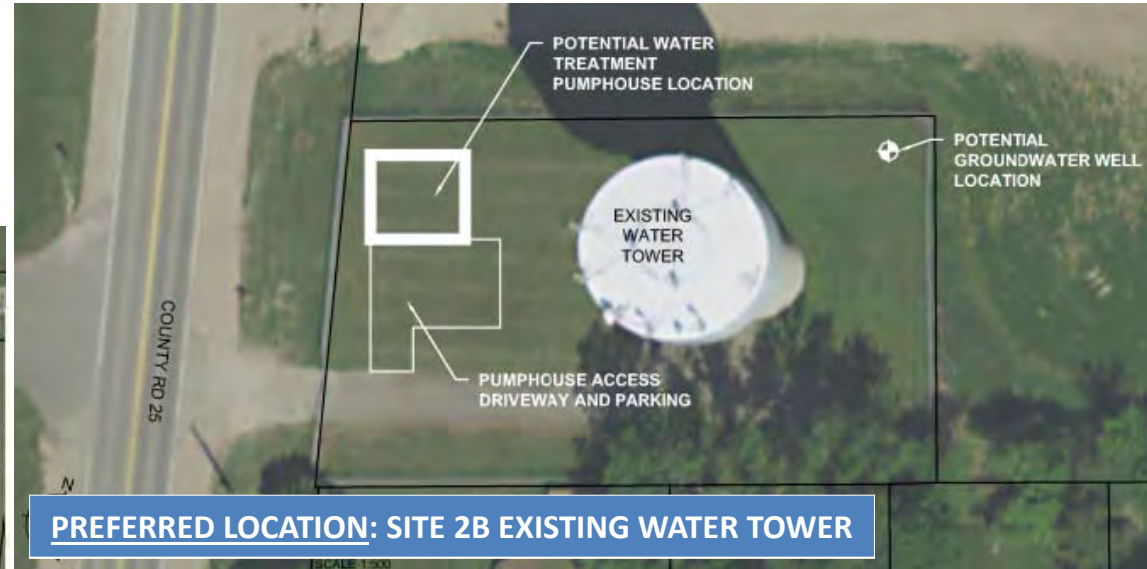 POTENTIAL WATER
TREATMENT
PUMPHOUSE LOCATION
POTENTIAL
GROUNDWATER WELL
LOCATION
EXISTING
WATER
TOWER
COUNTY RD 25
PUMPHOUSE ACCESS
DRIVEWAY AND PARKING
N
PREFERRED LOCATION: SITE 2B EXISTING WATER TOWER
SCALE 1:500